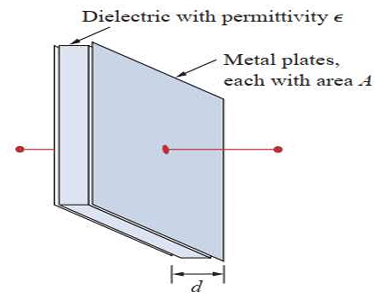 Dielectric with permittivity ϵ
Metal plates,
each with area A
d